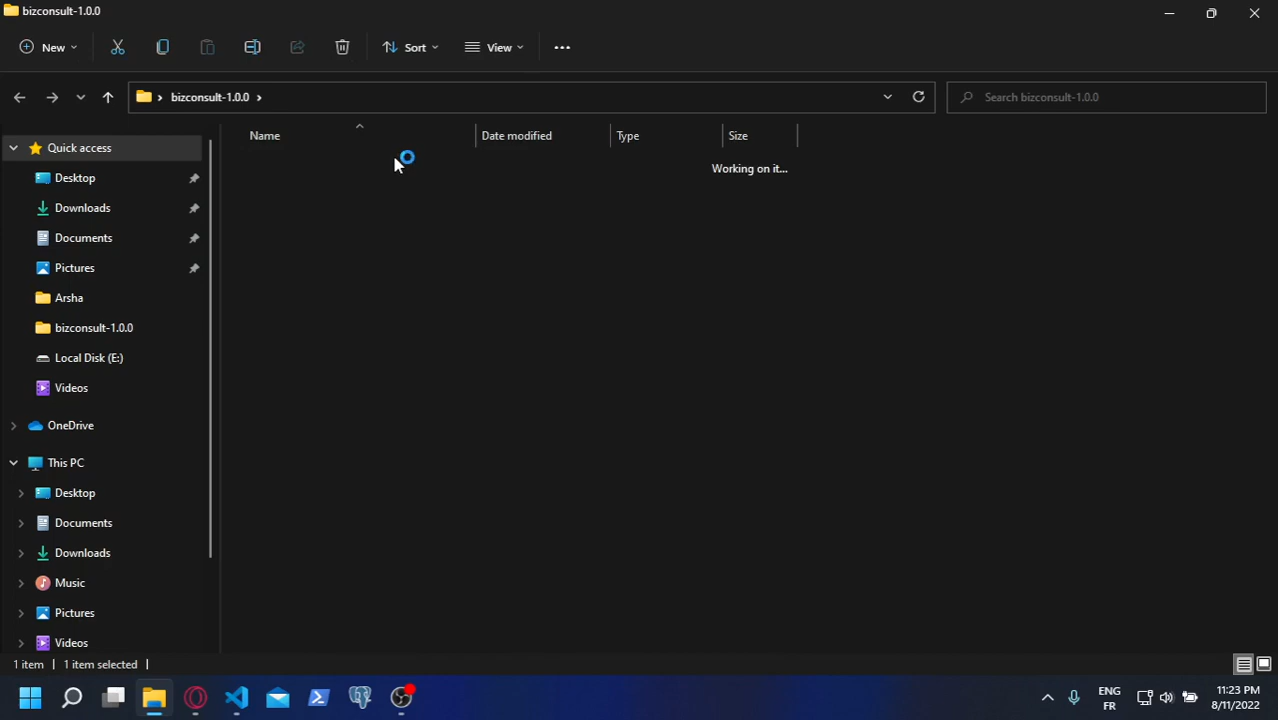 bizconsult-1.0.0
New
Sort
View
bizconsult-1.0.0
Search bizconsult-1.0.0
Name
Date modified
Type
Size
Working on it...
Quick access
Desktop
Downloads
Documents
Pictures
Arsha
bizconsult-1.0.0
Local Disk (E:)
Videos
OneDrive
This PC
Desktop
Documents
Downloads
Music
Pictures
Videos
1 item
1 item selected
ENG
FR
11:23 PM
8/11/2022